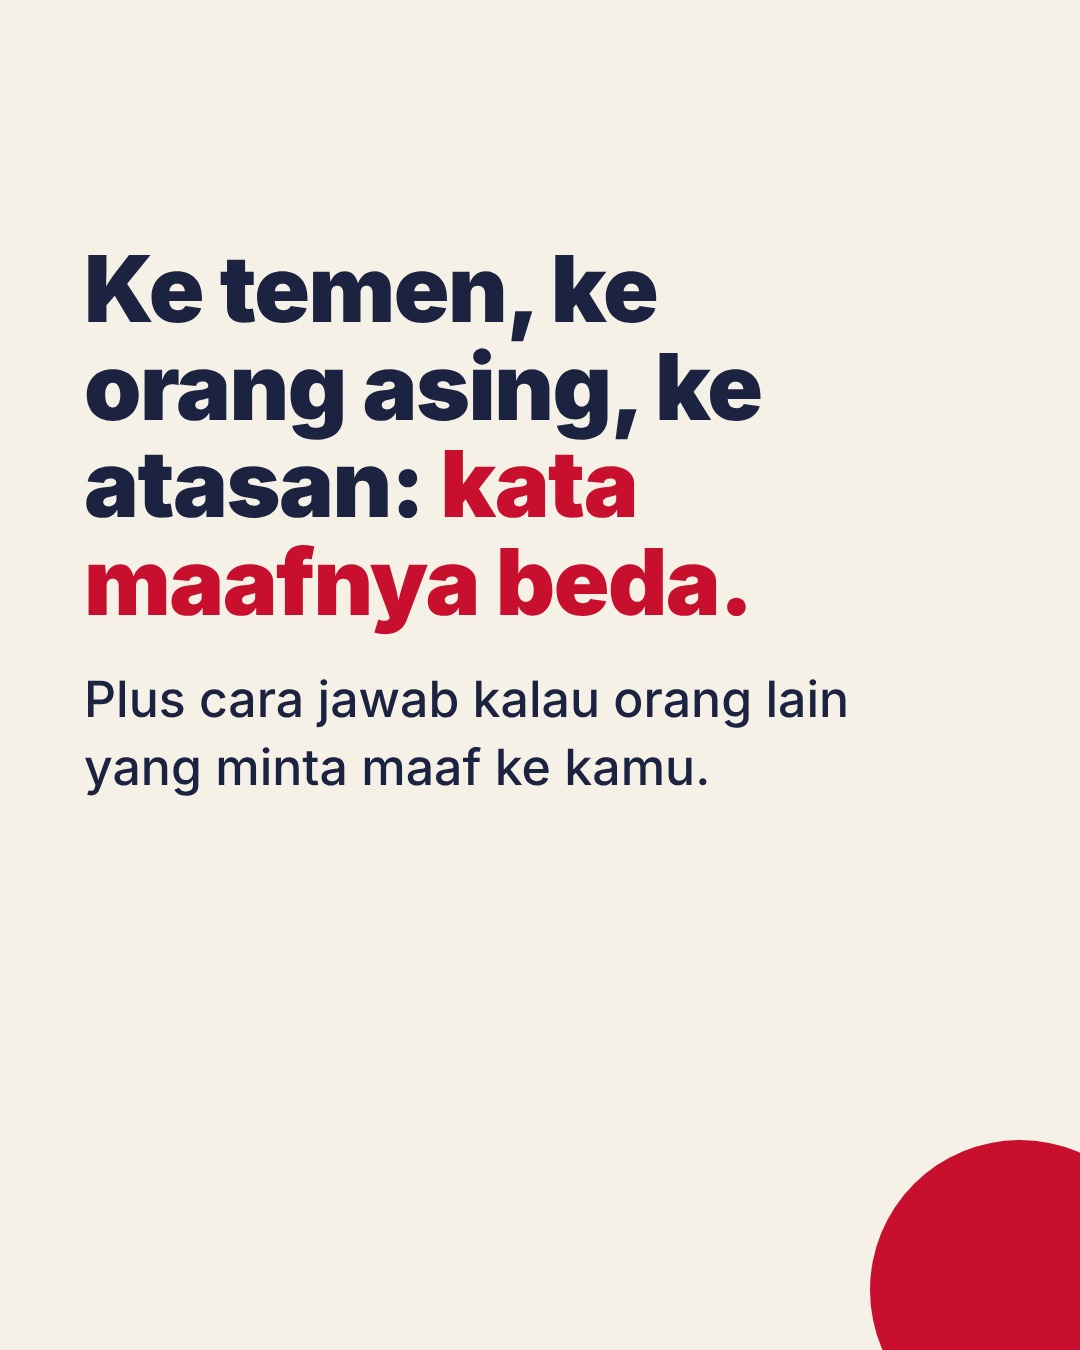 Ke temen, ke
orang asing, ke
atasan: kata
maafnya beda.
Plus cara jawab kalau orang lain
yang minta maaf ke kamu.